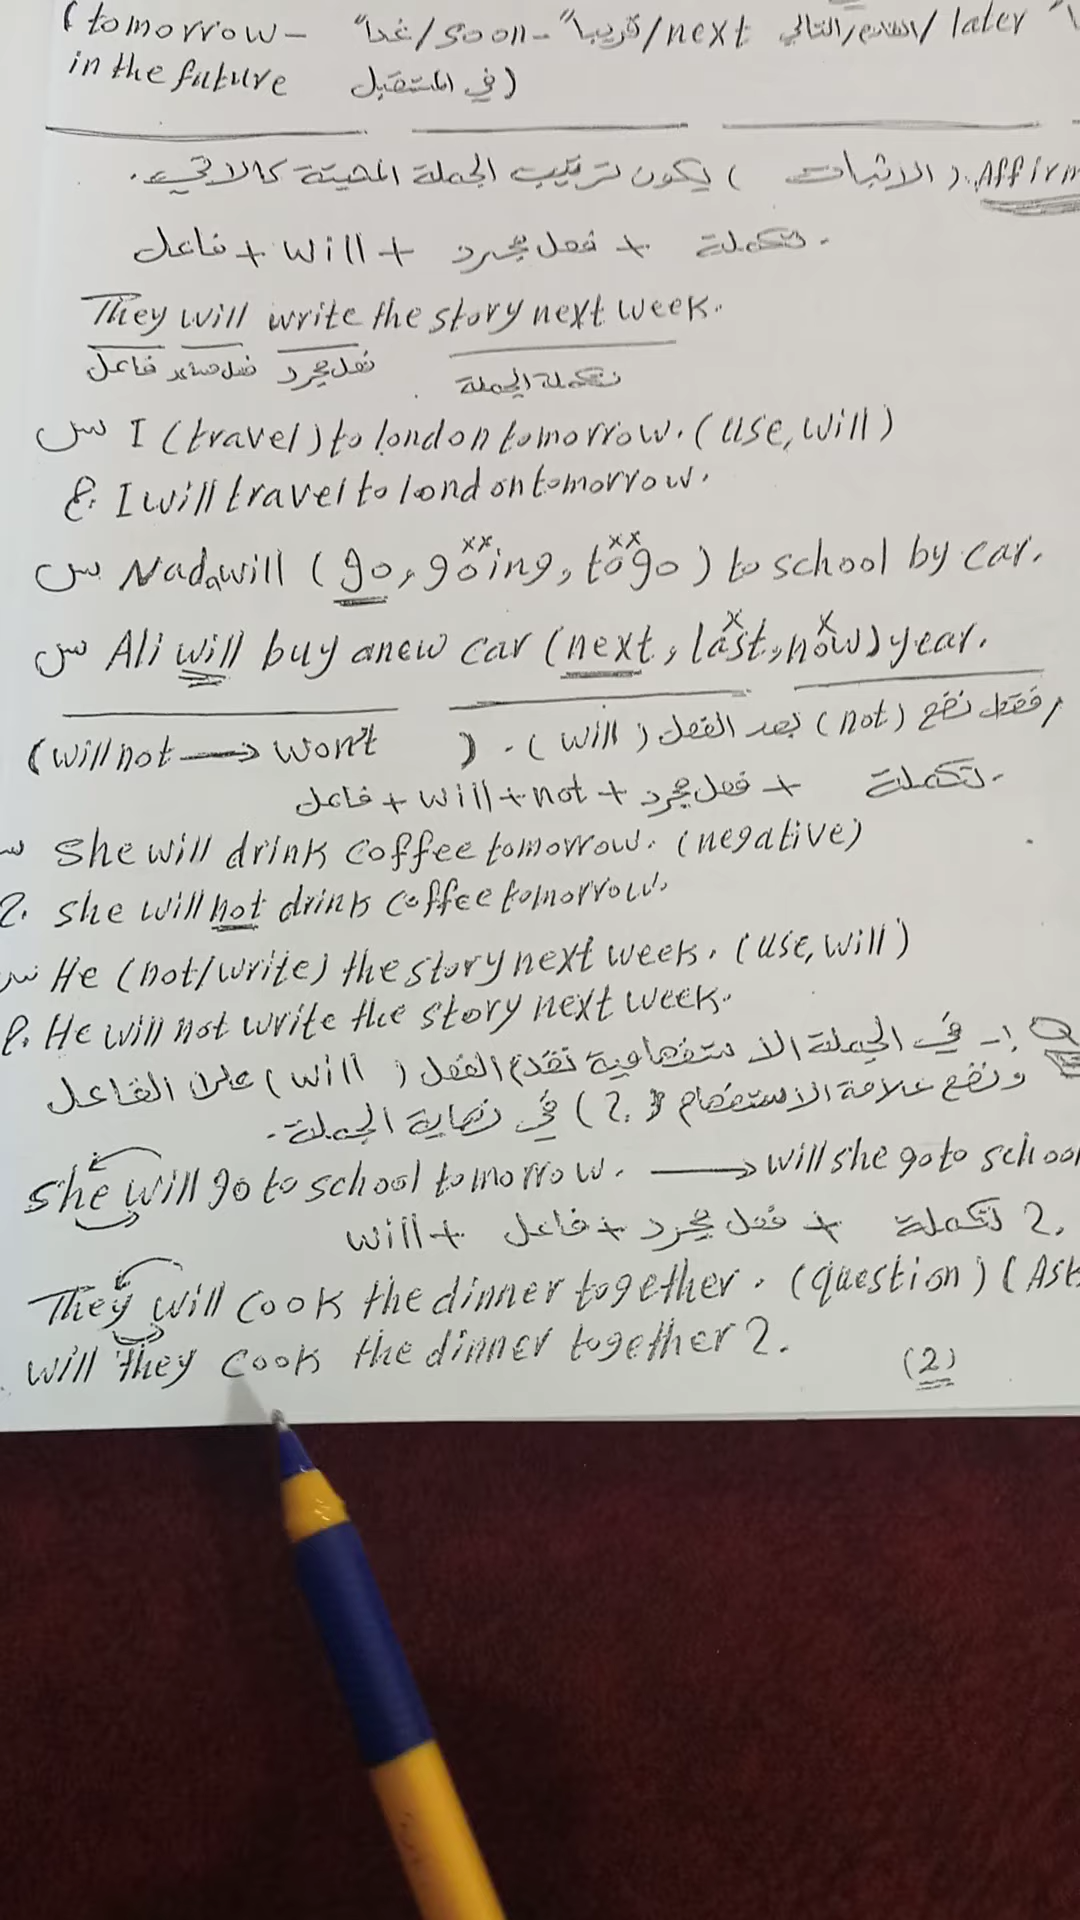 (tomorrow- "غداً/soon-"قريباً/next القادم/التالي/ later
in the future في المستقبل)
Affirm.(الاثبات ) يكون ترتيب الجملة المثبتة كالاتي.
فاعل + will + فعل مجرد + تكملة.
They will write the story next week.
فاعل فعل مساعد فعل مجرد تكملة الجملة
س I (travel) to london tomorrow. (use, will)
ج. I will travel to london tomorrow.
س Nada will (go, going, to go) to school by car.
س Ali will buy a new car (next, last, now) year.
فقط نضع (not) بعد الفعل (will). (will not → won't )
فاعل + will + not + فعل مجرد + تكملة.
س She will drink coffee tomorrow. (negative)
ج. she will not drink coffee tomorrow.
س He (not/write) the story next week. (use, will)
ج. He will not write the story next week.
Q 1- في الجملة الاستفهامية نقدم الفعل (will) على الفاعل
ونضع علامة الاستفهام (?) في نهاية الجملة.
She will go to school tomorrow. → will she go to school
will + فاعل + فعل مجرد + تكملة ?.
They will cook the dinner together. (question) (Ask
will they cook the dinner together?.
(2)